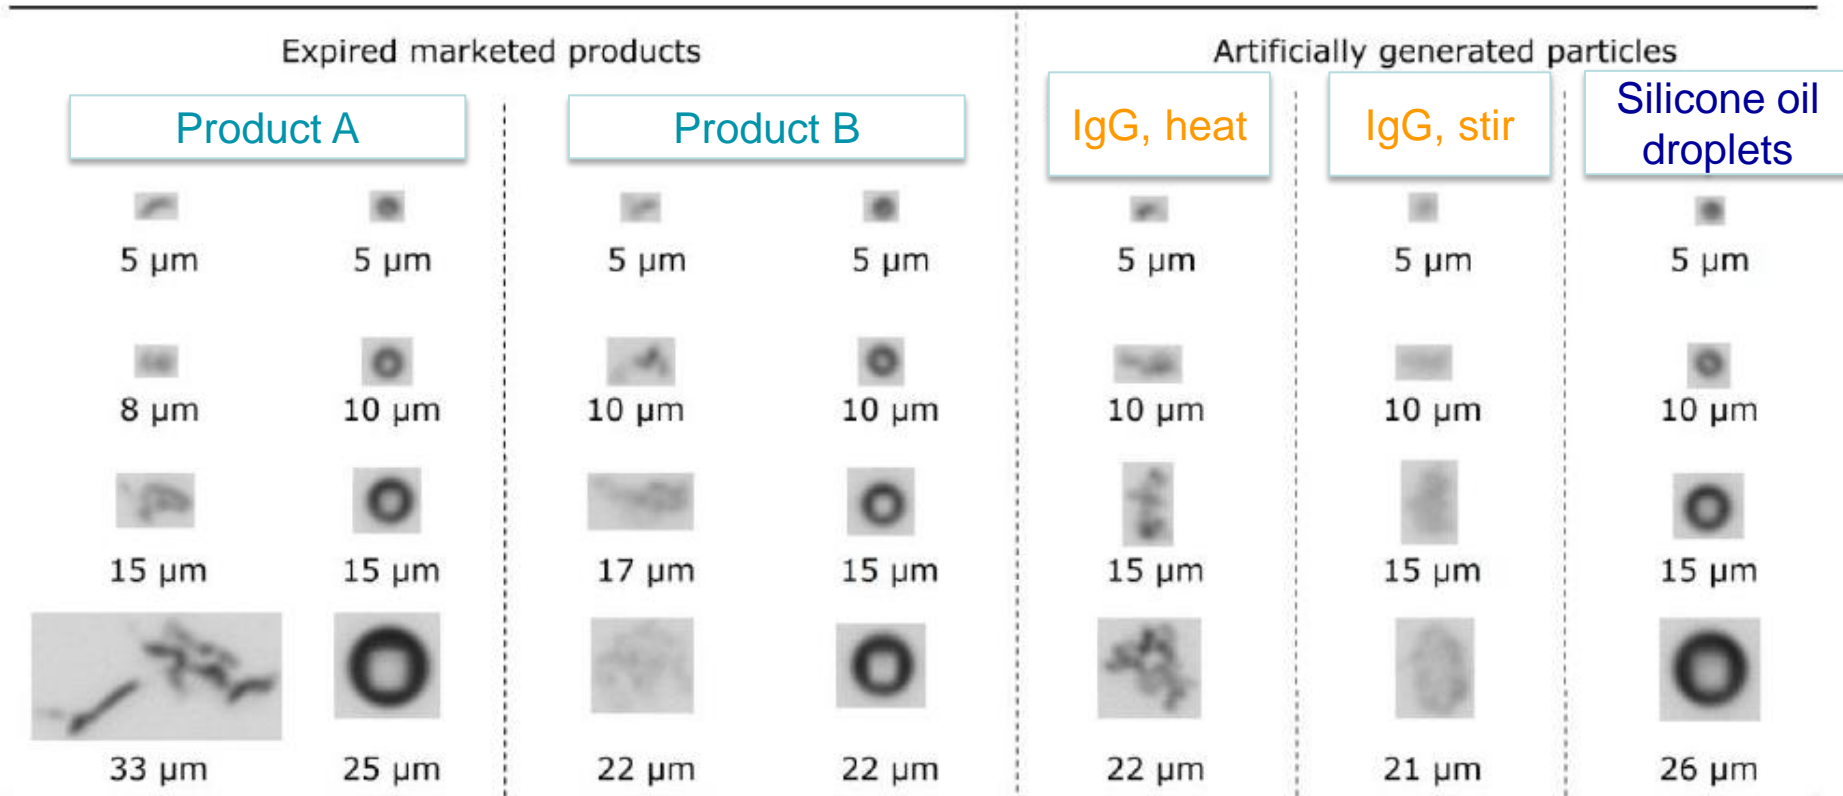 Expired marketed products
Artificially generated particles
Product A
Product B
IgG, heat
IgG, stir
Silicone oil
droplets
5 µm 5 µm 5 µm 5 µm 5 µm 5 µm 5 µm
8 µm 10 µm 10 µm 10 µm 10 µm 10 µm 10 µm
15 µm 15 µm 17 µm 15 µm 15 µm 15 µm 15 µm
33 µm 25 µm 22 µm 22 µm 22 µm 21 µm 26 µm